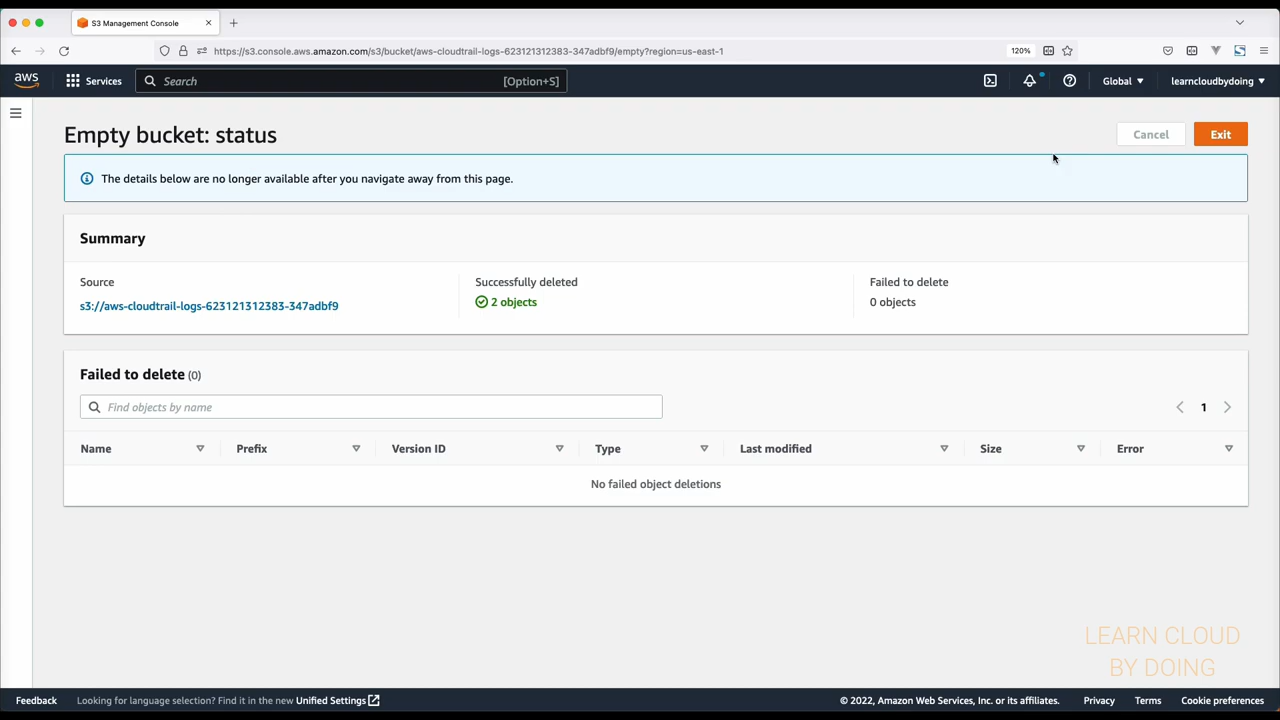 S3 Management Console
https://s3.console.aws.amazon.com/s3/bucket/aws-cloudtrail-logs-623121312383-347adbf9/empty?region=us-east-1
120%
aws
Services
Search
[Option+S]
Global
learncloudbydoing
Empty bucket: status
Cancel
Exit
The details below are no longer available after you navigate away from this page.
Summary
Source
Successfully deleted
Failed to delete
s3://aws-cloudtrail-logs-623121312383-347adbf9
2 objects
0 objects
Failed to delete (0)
Find objects by name
1
Name
Prefix
Version ID
Type
Last modified
Size
Error
No failed object deletions
LEARN CLOUD
BY DOING
Feedback
Looking for language selection? Find it in the new Unified Settings
© 2022, Amazon Web Services, Inc. or its affiliates.
Privacy
Terms
Cookie preferences